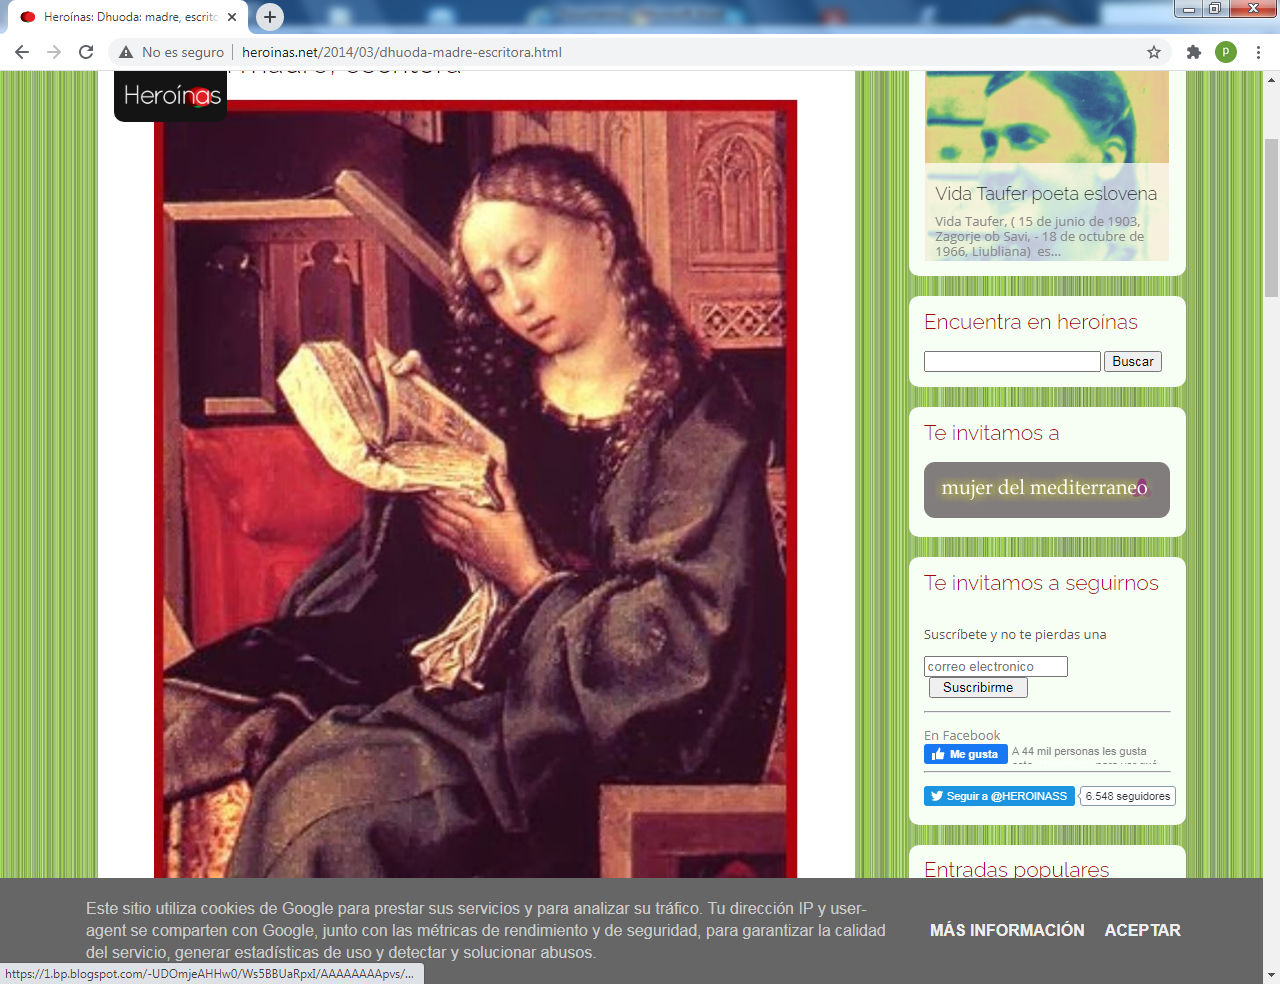 Heroínas: Dhuoda: madre, escrito
No es seguro
heroinas.net/2014/03/dhuoda-madre-escritora.html
p
madre, escritora
Heroínas
Vida Taufer poeta eslovena
Vida Taufer, ( 15 de junio de 1903,
Zagorje ob Savi, - 18 de octubre de
1966, Liubliana)  es...
Encuentra en heroínas
Buscar
Te invitamos a
mujer del mediterraneo
Te invitamos a seguirnos
Suscríbete y no te pierdas una
correo electronico
Suscribirme
En Facebook
Me gusta
A 44 mil personas les gusta
Seguir a @HEROINASS
6.548 seguidores
Entradas populares
Este sitio utiliza cookies de Google para prestar sus servicios y para analizar su tráfico. Tu dirección IP y user-
agent se comparten con Google, junto con las métricas de rendimiento y de seguridad, para garantizar la calidad
del servicio, generar estadísticas de uso y detectar y solucionar abusos.
MÁS INFORMACIÓN
ACEPTAR
https://1.bp.blogspot.com/-UDOmjeAHHw0/Ws5BBUaRpxI/AAAAAAAApvs/...